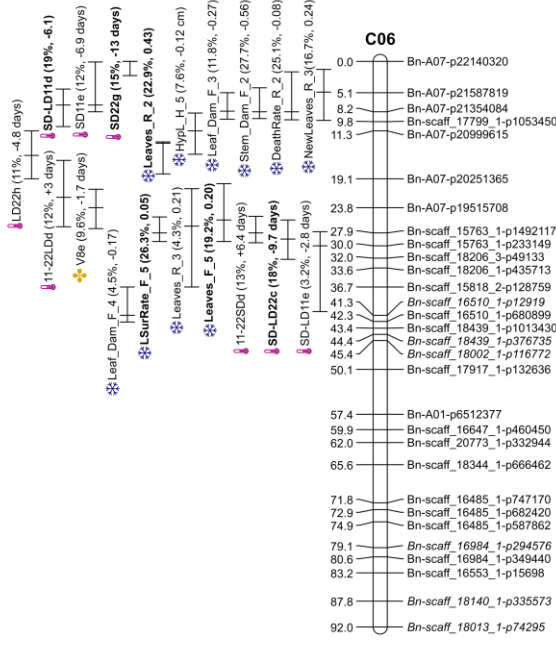 C06
LD22h (11%, -4.8 days)
SD-LD11d (19%, -6.1)
11-22LDd (12%, +3 days)
SD11e (12%, -6.9 days)
V8e (9.6%, -1.7 days)
SD22g (15%, -13 days)
Leaf_Dam_F_4 (4.5%, -0.17)
Leaves_R_2 (22.9%, 0.43)
LSurRate_F_5 (26.3%, 0.05)
HypL_H_5 (7.6%, -0.12 cm)
Leaves_R_3 (4.3%, 0.21)
Leaf_Dam_F_3 (11.8%, -0.27)
Leaves_F_5 (19.2%, 0.20)
Stem_Dam_F_2 (27.7%, -0.56)
11-22SDd (13%, +6.4 days)
DeathRate_R_2 (25.1%, -0.08)
SD-LD22c (18%, -9.7 days)
NewLeaves_R_3(16.7%, 0.24)
SD-LD11e (3.2%, -2.8 days)
0.0 Bn-A07-p22140320
5.1 Bn-A07-p21587819
8.2 Bn-A07-p21354084
9.8 Bn-scaff_17799_1-p1053450
11.3 Bn-A07-p20999615
19.1 Bn-A07-p20251365
23.8 Bn-A07-p19515708
27.9 Bn-scaff_15763_1-p1492117
30.0 Bn-scaff_15763_1-p233149
32.0 Bn-scaff_18206_3-p49133
33.6 Bn-scaff_18206_1-p435713
36.7 Bn-scaff_15818_2-p128759
41.3 Bn-scaff_16510_1-p12919
42.3 Bn-scaff_16510_1-p680899
43.4 Bn-scaff_18439_1-p1013430
44.4 Bn-scaff_18439_1-p376735
45.4 Bn-scaff_18002_1-p116772
50.1 Bn-scaff_17917_1-p132636
57.4 Bn-A01-p6512377
59.9 Bn-scaff_16647_1-p460450
62.0 Bn-scaff_20773_1-p332944
65.6 Bn-scaff_18344_1-p666462
71.8 Bn-scaff_16485_1-p747170
72.9 Bn-scaff_16485_1-p682420
74.9 Bn-scaff_16485_1-p587862
79.1 Bn-scaff_16984_1-p294576
80.6 Bn-scaff_16984_1-p349440
83.2 Bn-scaff_16553_1-p15698
87.8 Bn-scaff_18140_1-p335573
92.0 Bn-scaff_18013_1-p74295